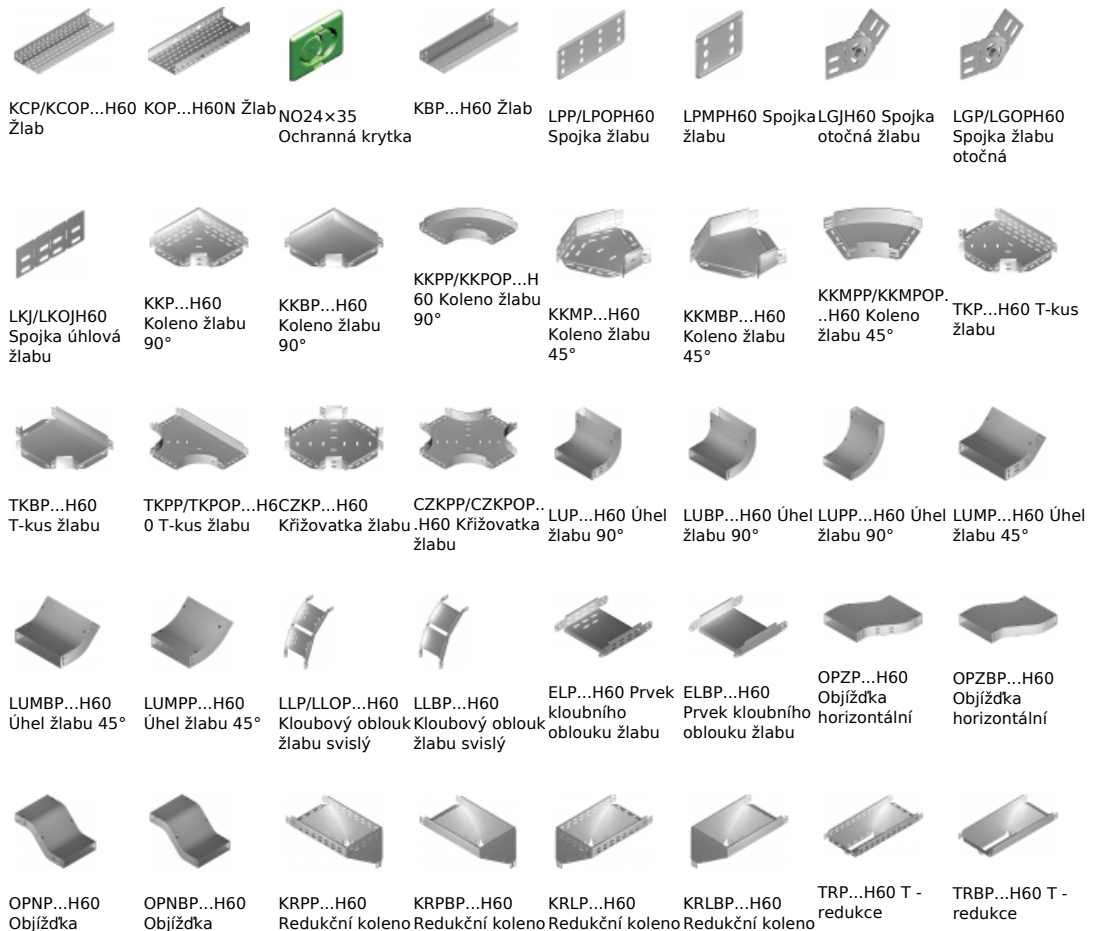 KCP/KCOP...H60
Žlab
KOP...H60N Žlab
NO24×35
Ochranná krytka
KBP...H60 Žlab
LPP/LPOPH60
Spojka žlabu
LPMPH60 Spojka
žlabu
LGJH60 Spojka
otočná žlabu
LGP/LGOPH60
Spojka žlabu
otočná
LKJ/LKOJH60
Spojka úhlová
žlabu
KKP...H60
Koleno žlabu
90°
KKBP...H60
Koleno žlabu
90°
KKPP/KKPOP...H
60 Koleno žlabu
90°
KKMP...H60
Koleno žlabu
45°
KKMBP...H60
Koleno žlabu
45°
KKMPP/KKMPOP.
..H60 Koleno
žlabu 45°
TKP...H60 T-kus
žlabu
TKBP...H60
T-kus žlabu
TKPP/TKPOP...H6
0 T-kus žlabu
CZKP...H60
Křižovatka žlabu
CZKPP/CZKPOP..
.H60 Křižovatka
žlabu
LUP...H60 Úhel
žlabu 90°
LUBP...H60 Úhel
žlabu 90°
LUPP...H60 Úhel
žlabu 90°
LUMP...H60 Úhel
žlabu 45°
LUMBP...H60
Úhel žlabu 45°
LUMPP...H60
Úhel žlabu 45°
LLP/LLOP...H60
Kloubový oblouk
žlabu svislý
LLBP...H60
Kloubový oblouk
žlabu svislý
ELP...H60 Prvek
kloubního
oblouku žlabu
ELBP...H60
Prvek kloubního
oblouku žlabu
OPZP...H60
Objížďka
horizontální
OPZBP...H60
Objížďka
horizontální
OPNP...H60
Objížďka
OPNBP...H60
Objížďka
KRPP...H60
Redukční koleno
KRPBP...H60
Redukční koleno
KRLP...H60
Redukční koleno
KRLBP...H60
Redukční koleno
TRP...H60 T -
redukce
TRBP...H60 T -
redukce